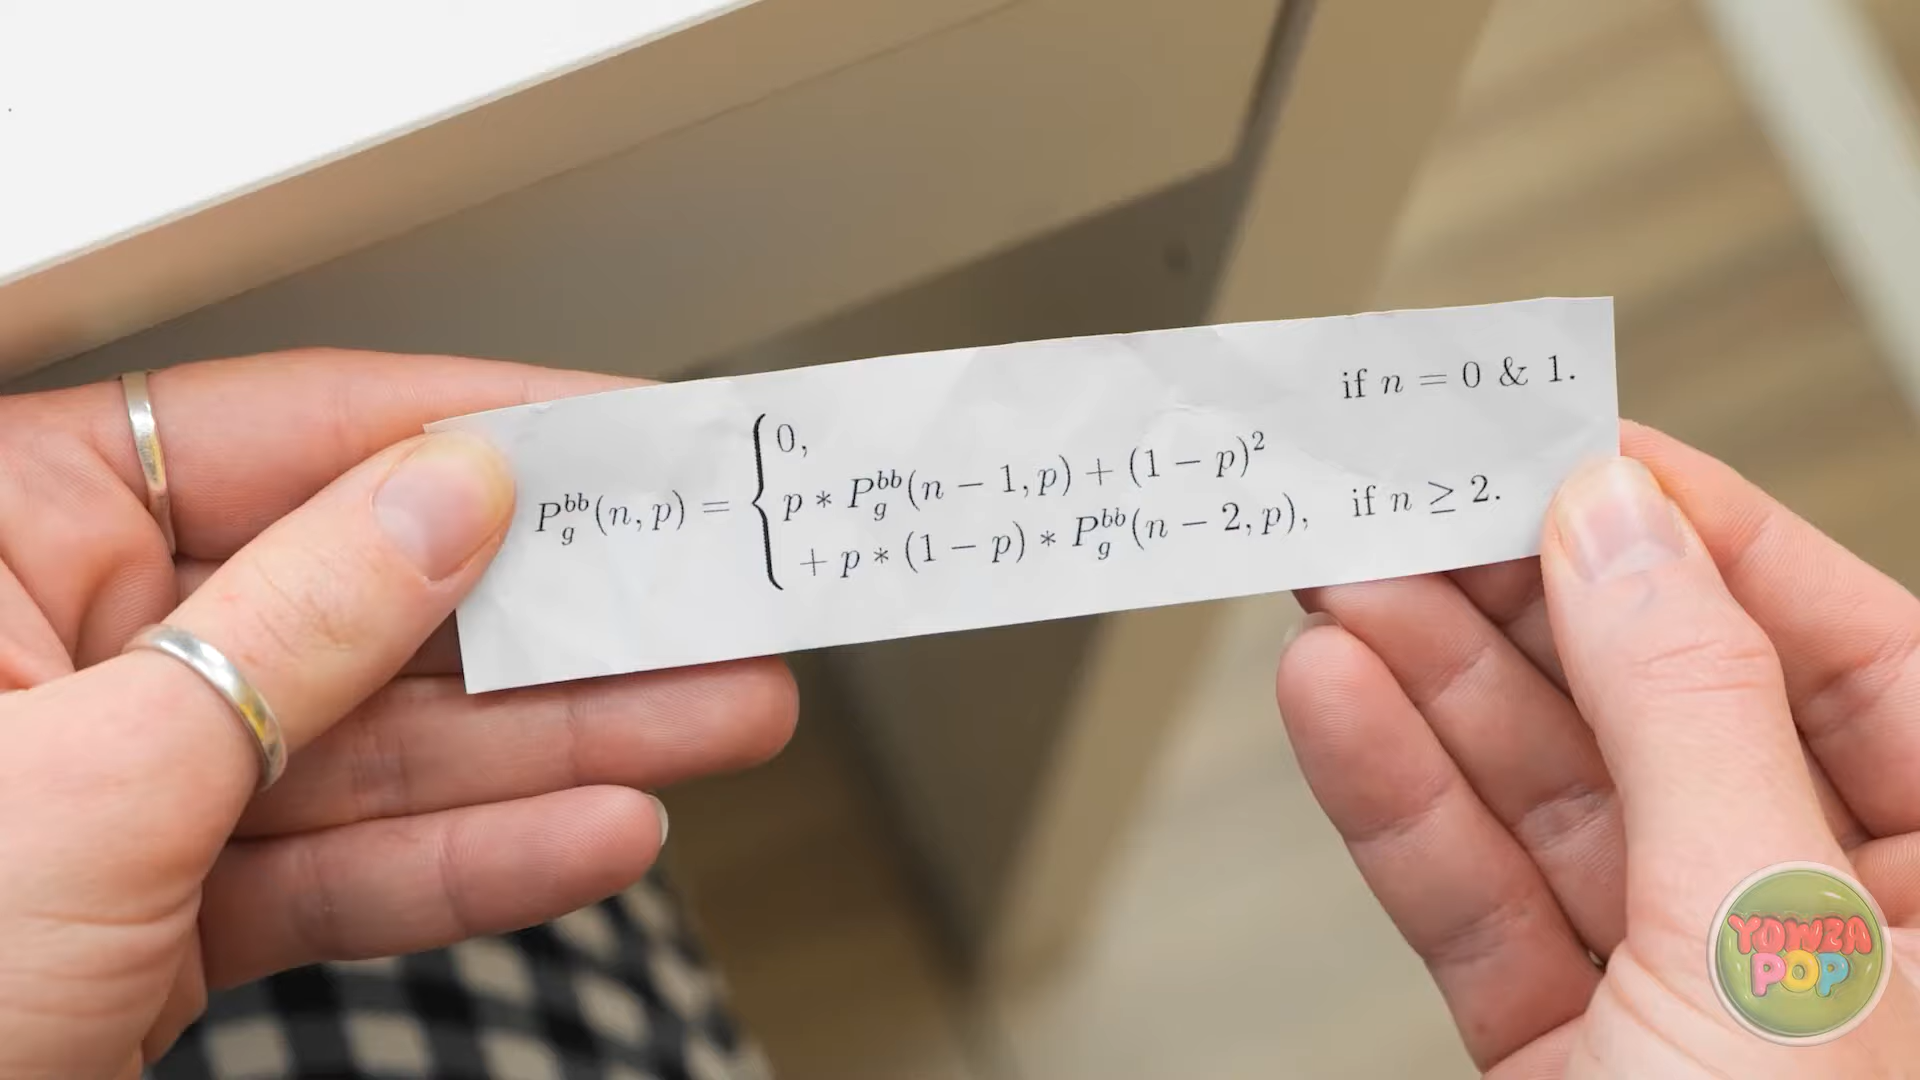 if n = 0 & 1.
0,
P_g^{bb}(n, p) = { p * P_g^{bb}(n − 1, p) + (1 − p)^2
+ p * (1 − p) * P_g^{bb}(n − 2, p), if n ≥ 2.
YOWZA
POP